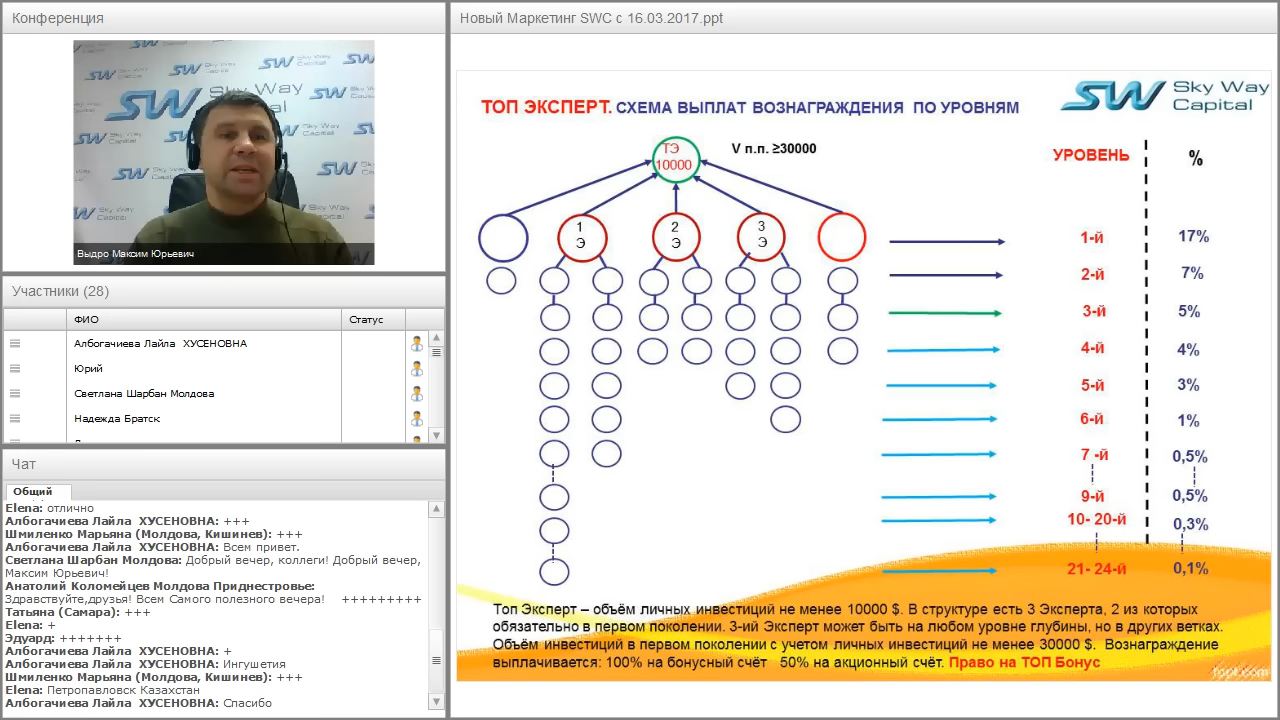 Конференция
Sky Way
Capital
Выдро Максим Юрьевич
Участники (28)
ФИО
Статус
Албогачиева Лайла ХУСЕНОВНА
Юрий
Светлана Шарбан Молдова
Надежда Братск
Чат
Общий
Elena: отлично
Албогачиева Лайла ХУСЕНОВНА: +++
Шмиленко Марьяна (Молдова, Кишинев): +++
Албогачиева Лайла ХУСЕНОВНА: Всем привет.
Светлана Шарбан Молдова: Добрый вечер, коллеги! Добрый вечер,
Максим Юрьевич!
Анатолий Коломейцев Молдова Приднестровье:
Здравствуйте,друзья! Всем Самого полезного вечера! +++++++++
Татьяна (Самара): +++
Elena: +
Эдуард: +++++++
Албогачиева Лайла ХУСЕНОВНА: +
Албогачиева Лайла ХУСЕНОВНА: Ингушетия
Шмиленко Марьяна (Молдова, Кишинев): +++
Elena: Петропавловск Казахстан
Албогачиева Лайла ХУСЕНОВНА: Спасибо
Новый Маркетинг SWC с 16.03.2017.ppt
ТОП ЭКСПЕРТ. СХЕМА ВЫПЛАТ ВОЗНАГРАЖДЕНИЯ ПО УРОВНЯМ
SW Sky Way
Capital
ТЭ
10000
V п.п. ≥30000
УРОВЕНЬ %
1 Э
2 Э
3 Э
1-й 17%
2-й 7%
3-й 5%
4-й 4%
5-й 3%
6-й 1%
7 -й 0,5%
9-й 0,5%
10- 20-й 0,3%
21- 24-й 0,1%
Топ Эксперт – объём личных инвестиций не менее 10000 $. В структуре есть 3 Эксперта, 2 из которых
обязательно в первом поколении. 3-ий Эксперт может быть на любом уровне глубины, но в других ветках.
Объём инвестиций в первом поколении с учетом личных инвестиций не менее 30000 $. Вознаграждение
выплачивается: 100% на бонусный счёт 50% на акционный счёт. Право на ТОП Бонус